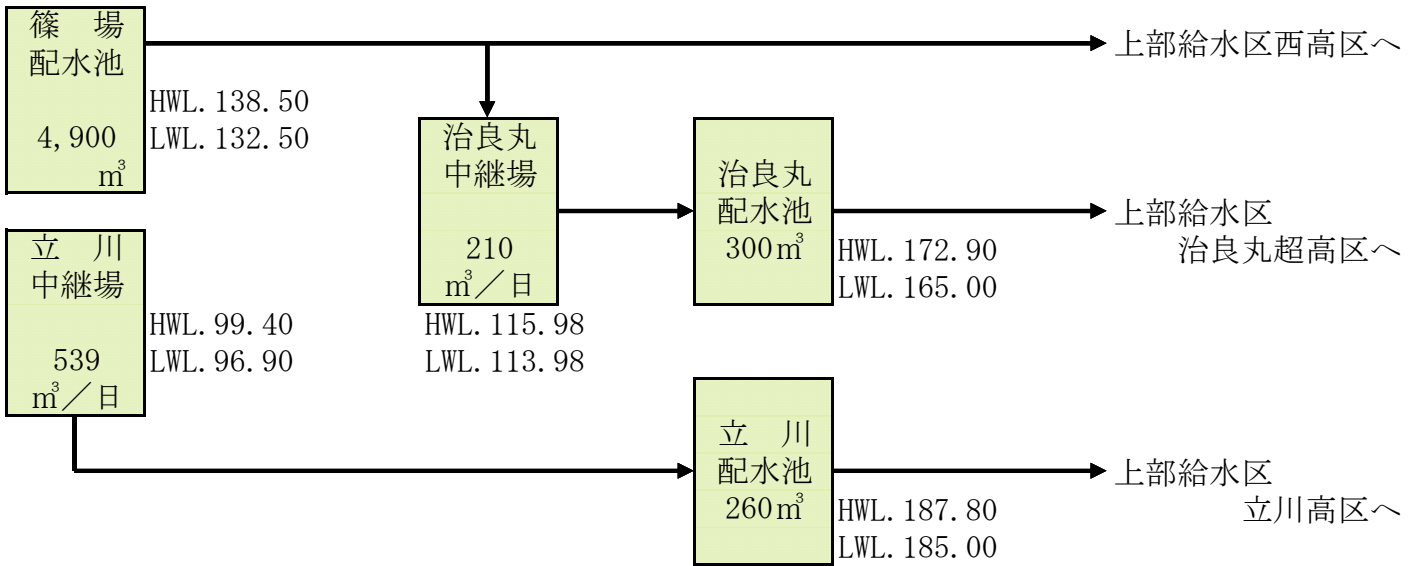 篠　場
配水池
4,900
㎥
HWL.138.50
LWL.132.50
上部給水区西高区へ
治良丸
中継場
210
㎥／日
HWL.115.98
LWL.113.98
治良丸
配水池
300㎥
HWL.172.90
LWL.165.00
上部給水区
治良丸超高区へ
立　川
中継場
539
㎥／日
HWL.99.40
LWL.96.90
立　川
配水池
260㎥
HWL.187.80
LWL.185.00
上部給水区
立川高区へ